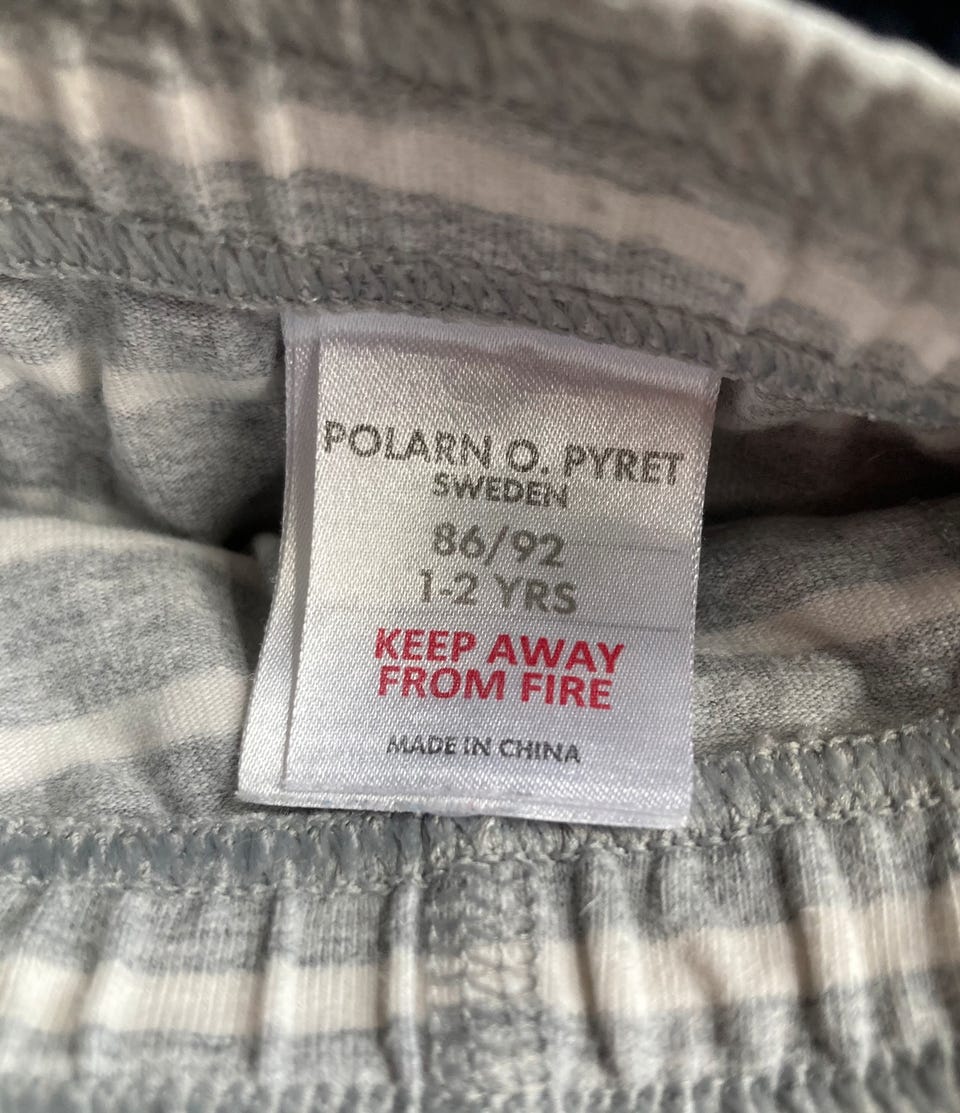 POLARN O. PYRET
SWEDEN
86/92
1-2 YRS
KEEP AWAY
FROM FIRE
MADE IN CHINA